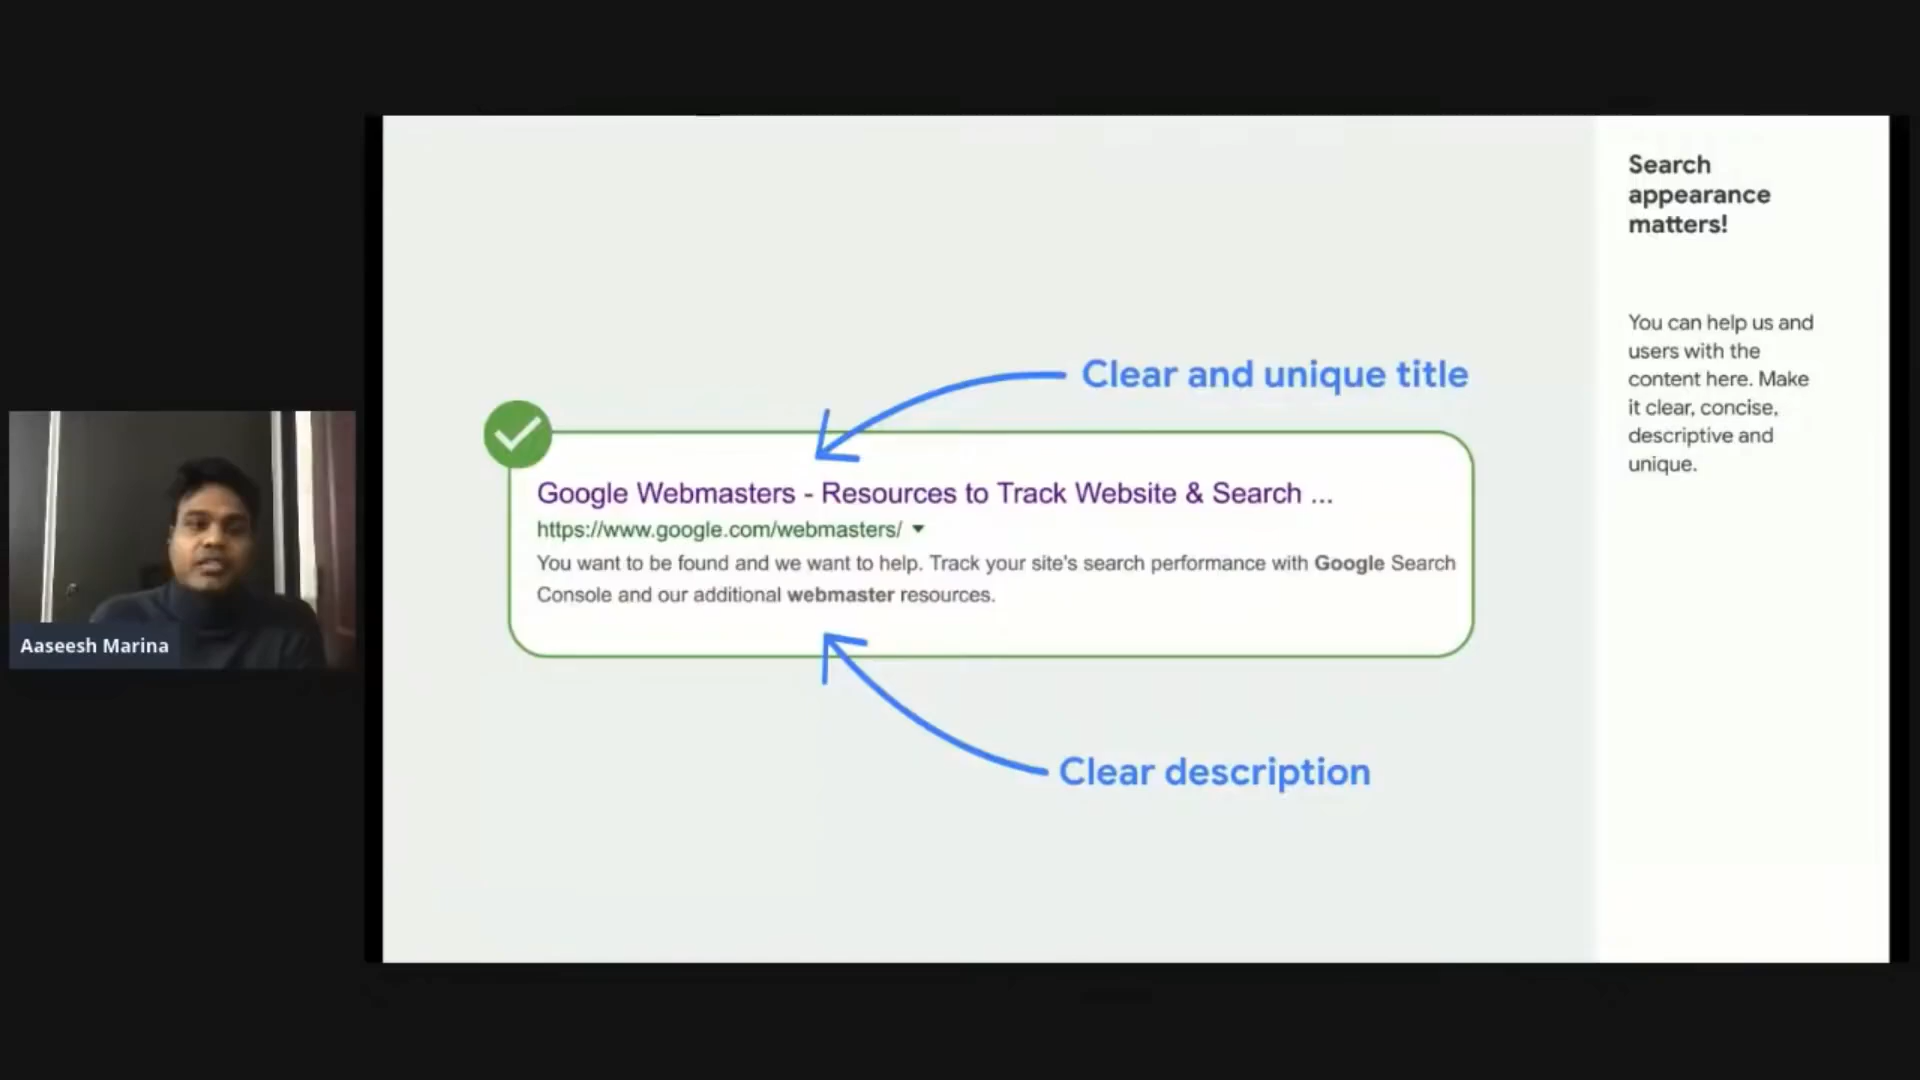 Search
appearance
matters!
You can help us and
users with the
content here. Make
it clear, concise,
descriptive and
unique.
Clear and unique title
Google Webmasters - Resources to Track Website & Search ...
https://www.google.com/webmasters/
You want to be found and we want to help. Track your site's search performance with Google Search
Console and our additional webmaster resources.
Clear description
Aaseesh Marina